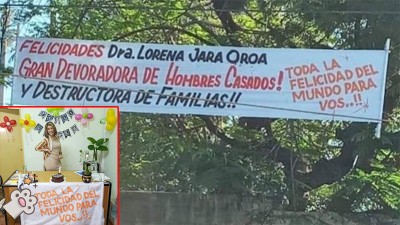 FELICIDADES Dra. LORENA JARA OROA
GRAN DEVORADORA DE HOMBRES CASADOS!
Y DESTRUCTORA DE FAMILIAS!!
TODA LA
FELICIDAD DEL
MUNDO PARA
VOS..!!
TODA LA
FELICIDAD DEL
MUNDO PARA
VOS..!!